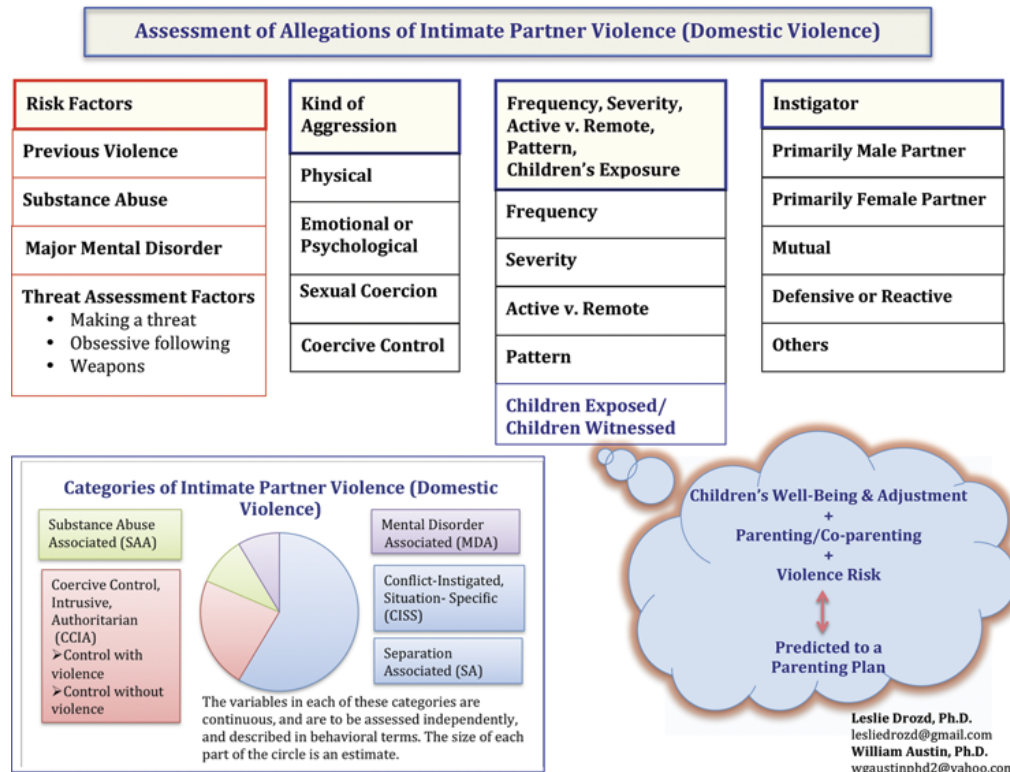 Assessment of Allegations of Intimate Partner Violence (Domestic Violence)
Risk Factors
Previous Violence
Substance Abuse
Major Mental Disorder
Threat Assessment Factors
• Making a threat
• Obsessive following
• Weapons
Kind of
Aggression
Physical
Emotional or
Psychological
Sexual Coercion
Coercive Control
Frequency, Severity,
Active v. Remote,
Pattern,
Children's Exposure
Frequency
Severity
Active v. Remote
Pattern
Children Exposed/
Children Witnessed
Instigator
Primarily Male Partner
Primarily Female Partner
Mutual
Defensive or Reactive
Others
Categories of Intimate Partner Violence (Domestic
Violence)
Substance Abuse
Associated (SAA)
Coercive Control,
Intrusive,
Authoritarian
(CCIA)
➢Control with
violence
➢Control without
violence
Mental Disorder
Associated (MDA)
Conflict-Instigated,
Situation- Specific
(CISS)
Separation
Associated (SA)
The variables in each of these categories are
continuous, and are to be assessed independently,
and described in behavioral terms. The size of each
part of the circle is an estimate.
Children's Well-Being & Adjustment
+
Parenting/Co-parenting
+
Violence Risk
Predicted to a
Parenting Plan
Leslie Drozd, Ph.D.
lesliedrozd@gmail.com
William Austin, Ph.D.
wgaustinphd2@yahoo.com